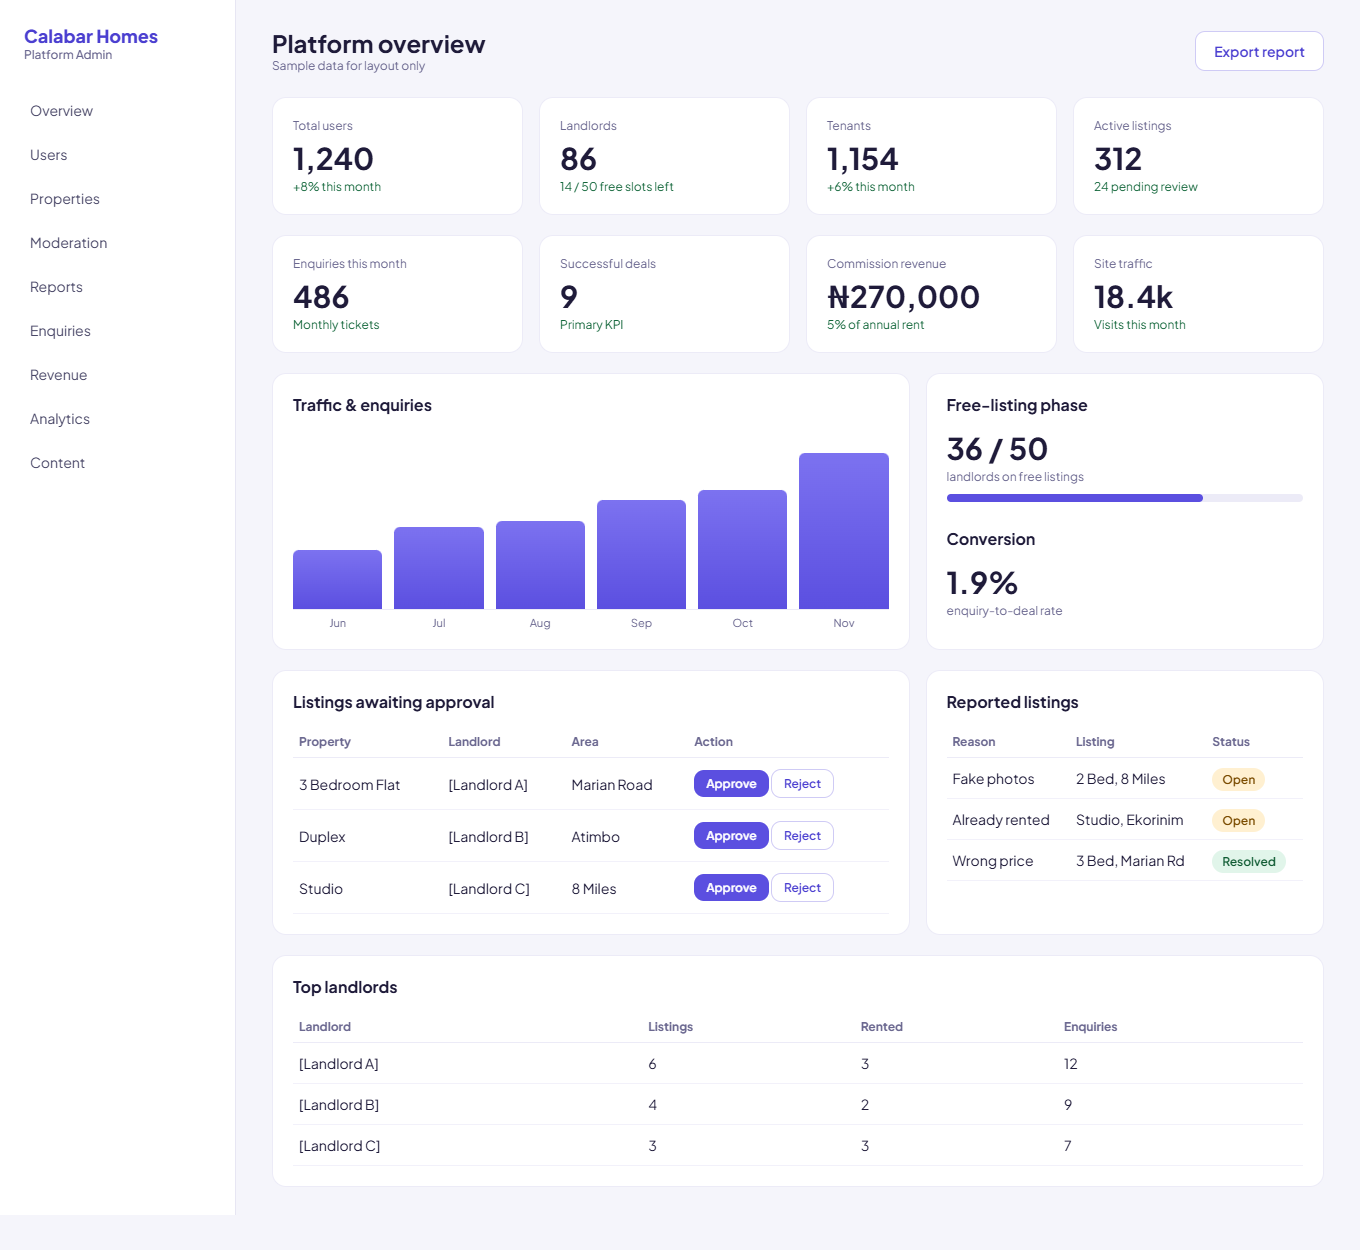 Calabar Homes
Platform Admin
Overview
Users
Properties
Moderation
Reports
Enquiries
Revenue
Analytics
Content
Platform overview
Sample data for layout only
Export report
Total users
1,240
+8% this month
Landlords
86
14 / 50 free slots left
Tenants
1,154
+6% this month
Active listings
312
24 pending review
Enquiries this month
486
Monthly tickets
Successful deals
9
Primary KPI
Commission revenue
₦270,000
5% of annual rent
Site traffic
18.4k
Visits this month
Traffic & enquiries
Jun Jul Aug Sep Oct Nov
Free-listing phase
36 / 50
landlords on free listings
Conversion
1.9%
enquiry-to-deal rate
Listings awaiting approval
Property Landlord Area Action
3 Bedroom Flat [Landlord A] Marian Road Approve Reject
Duplex [Landlord B] Atimbo Approve Reject
Studio [Landlord C] 8 Miles Approve Reject
Reported listings
Reason Listing Status
Fake photos 2 Bed, 8 Miles Open
Already rented Studio, Ekorinim Open
Wrong price 3 Bed, Marian Rd Resolved
Top landlords
Landlord Listings Rented Enquiries
[Landlord A] 6 3 12
[Landlord B] 4 2 9
[Landlord C] 3 3 7